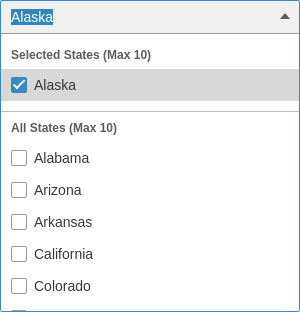 Alaska
Selected States (Max 10)
Alaska
All States (Max 10)
Alabama
Arizona
Arkansas
California
Colorado